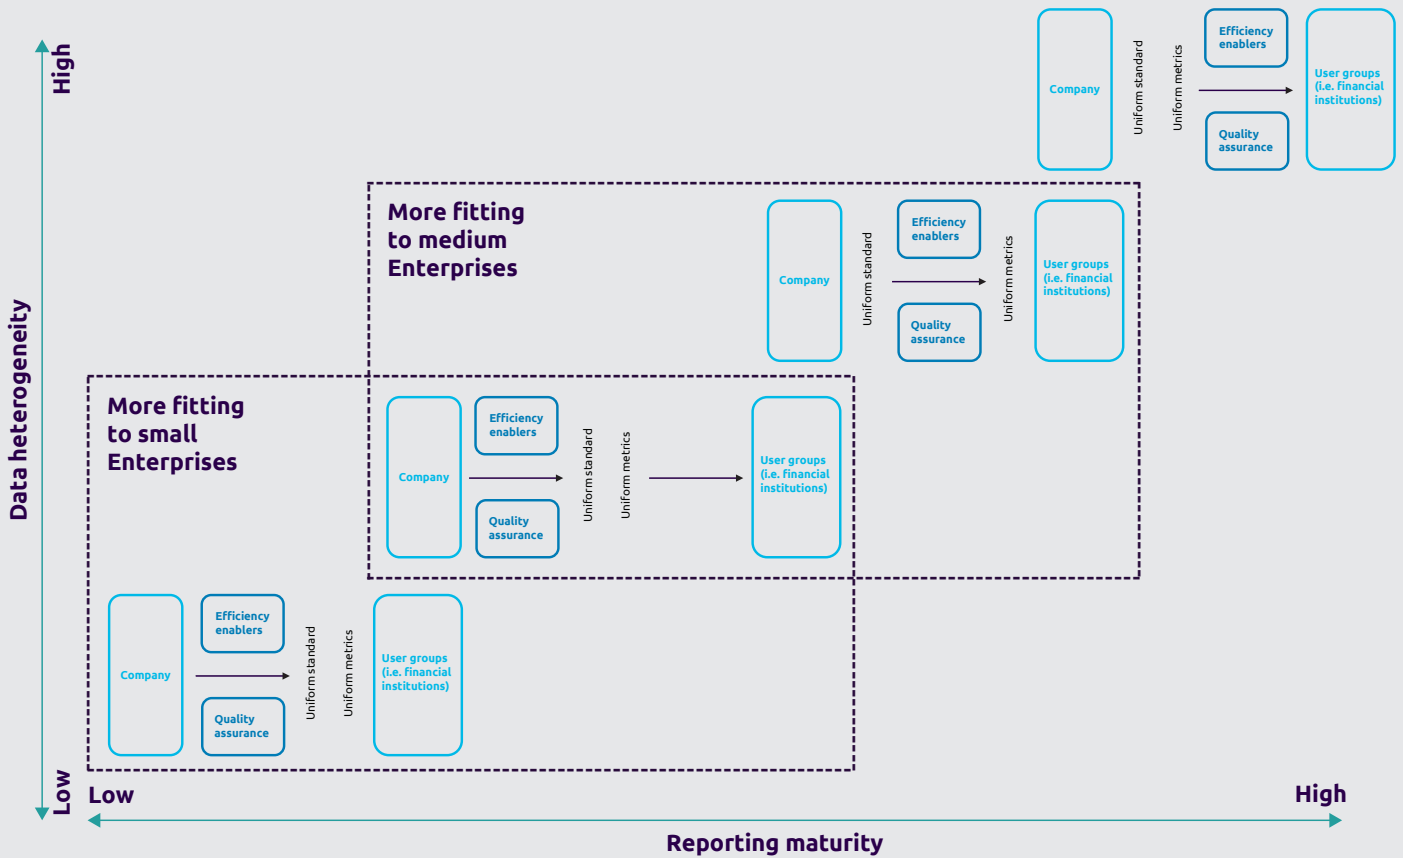 High
Data heterogeneity
Low
Low
High
Reporting maturity
Company
Uniform standard
Uniform metrics
Efficiency
enablers
Quality
assurance
User groups
(i.e. financial
institutions)
More fitting
to medium
Enterprises
Company
Uniform standard
Efficiency
enablers
Quality
assurance
Uniform metrics
User groups
(i.e. financial
institutions)
More fitting
to small
Enterprises
Company
Efficiency
enablers
Quality
assurance
Uniform standard
Uniform metrics
User groups
(i.e. financial
institutions)
Company
Efficiency
enablers
Quality
assurance
Uniform standard
Uniform metrics
User groups
(i.e. financial
institutions)